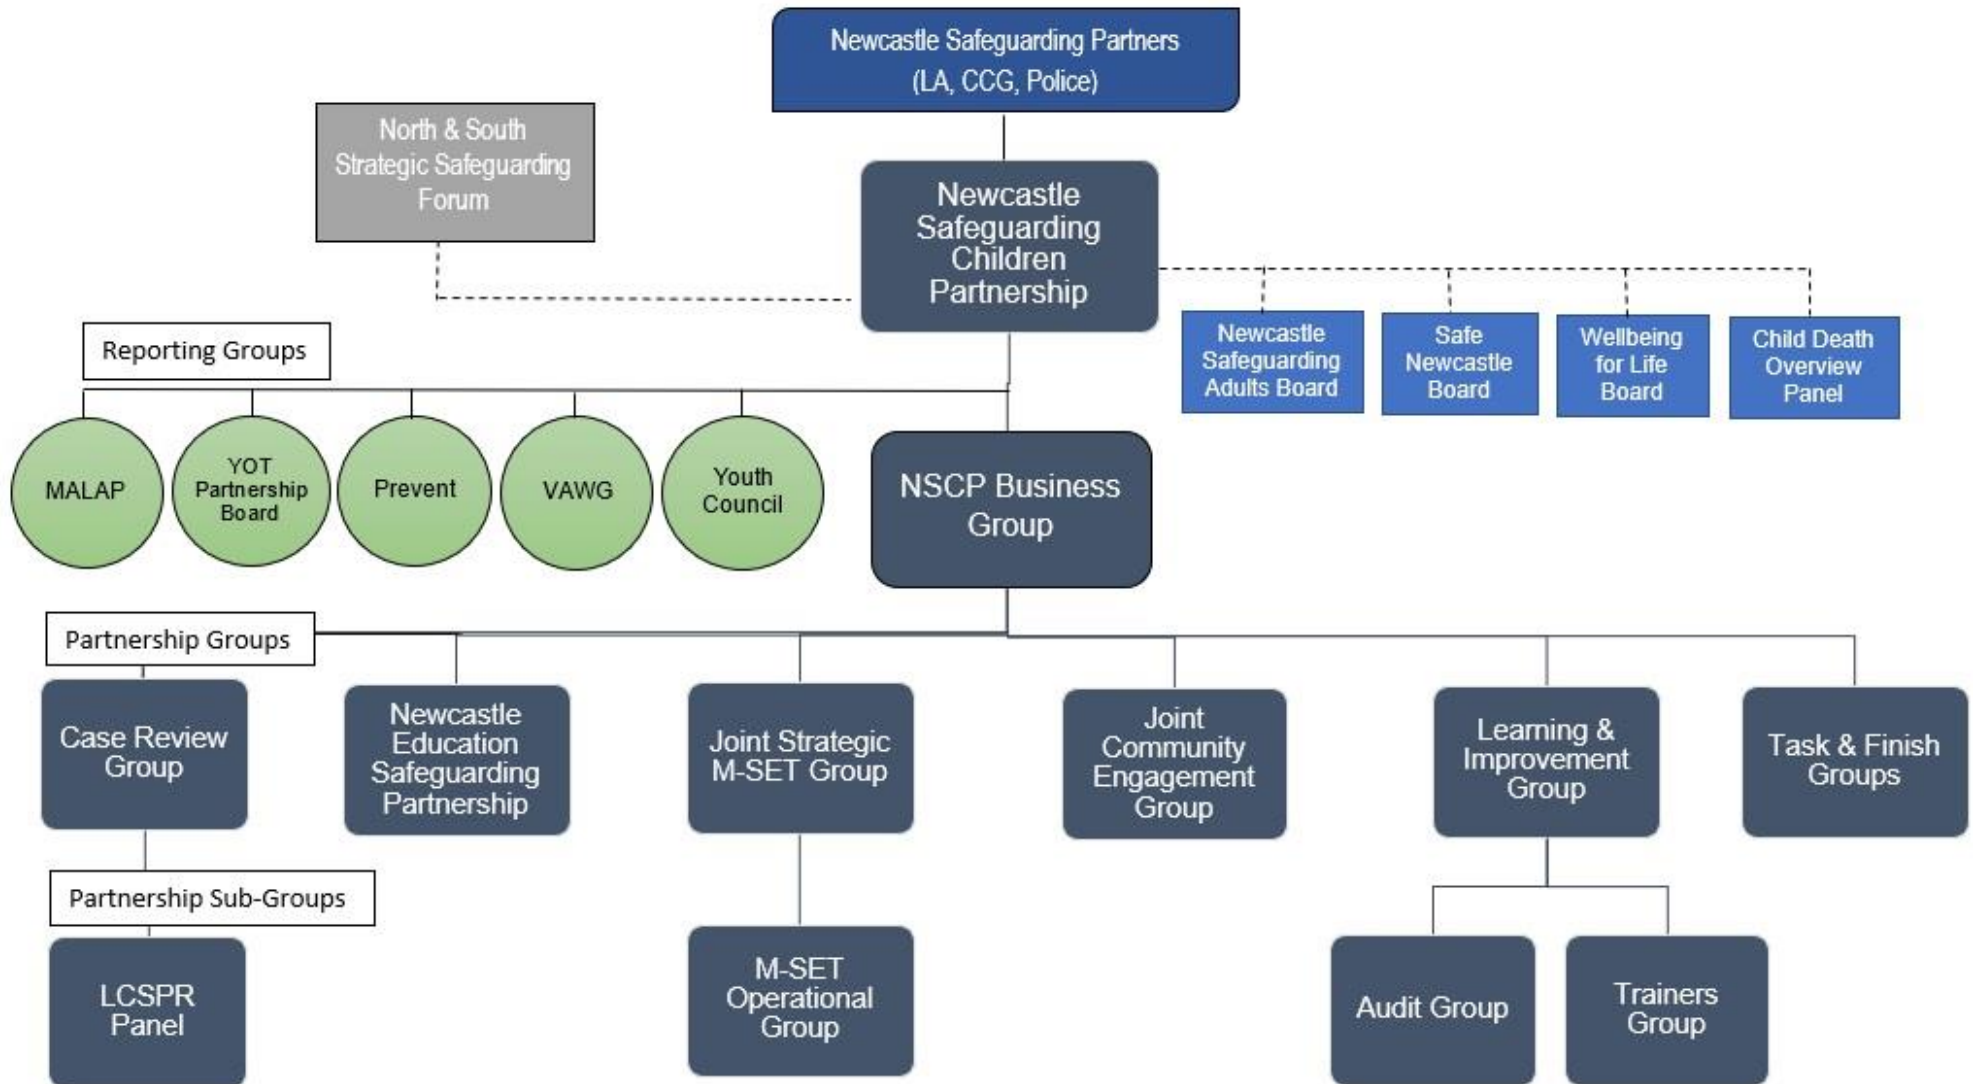 Newcastle Safeguarding Partners
(LA, CCG, Police)
North & South
Strategic Safeguarding
Forum
Newcastle
Safeguarding
Children
Partnership
Newcastle
Safeguarding
Adults Board
Safe
Newcastle
Board
Wellbeing
for Life
Board
Child Death
Overview
Panel
Reporting Groups
MALAP
YOT
Partnership
Board
Prevent
VAWG
Youth
Council
NSCP Business
Group
Partnership Groups
Case Review
Group
Newcastle
Education
Safeguarding
Partnership
Joint Strategic
M-SET Group
Joint
Community
Engagement
Group
Learning &
Improvement
Group
Task & Finish
Groups
Partnership Sub-Groups
LCSPR
Panel
M-SET
Operational
Group
Audit Group
Trainers
Group